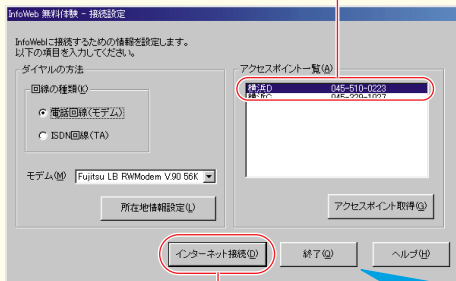 InfoWeb 無料体験 - 接続設定
InfoWebに接続するための情報を設定します。
以下の項目を入力してください。
ダイヤルの方法
回線の種類(K)
電話回線(モデム)
ISDN回線(TA)
モデム(M) Fujitsu LB RWModem V.90 56K
所在地情報設定(L)
アクセスポイント一覧(A)
横浜D 045-510-0223
横浜C 045-229-1027
アクセスポイント取得(G)
インターネット接続(D)
終了(Q)
ヘルプ(H)